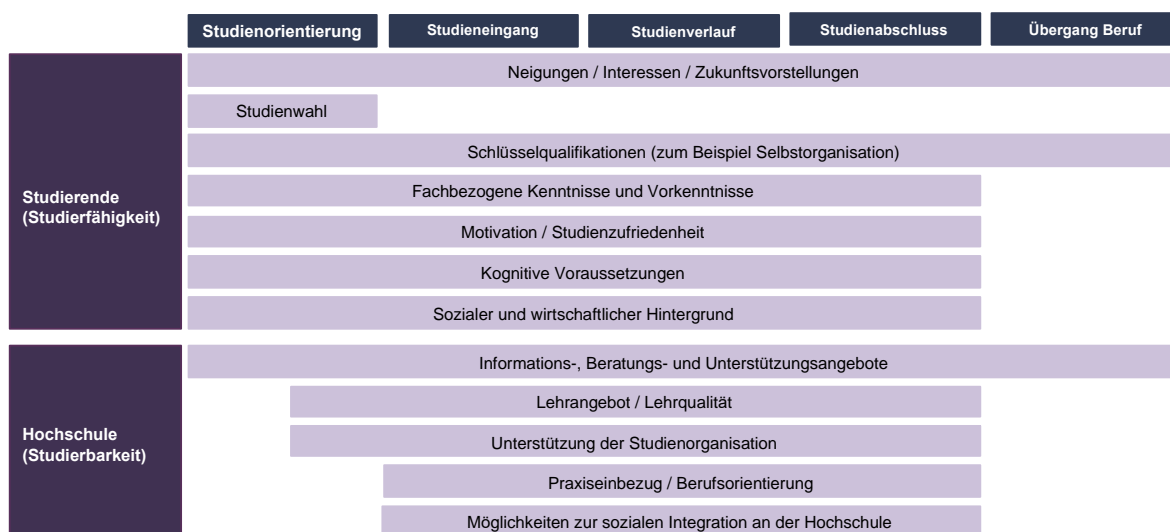 Studienorientierung
Studieneingang
Studienverlauf
Studienabschluss
Übergang Beruf
Studierende
(Studierfähigkeit)
Neigungen / Interessen / Zukunftsvorstellungen
Studienwahl
Schlüsselqualifikationen (zum Beispiel Selbstorganisation)
Fachbezogene Kenntnisse und Vorkenntnisse
Motivation / Studienzufriedenheit
Kognitive Voraussetzungen
Sozialer und wirtschaftlicher Hintergrund
Hochschule
(Studierbarkeit)
Informations-, Beratungs- und Unterstützungsangebote
Lehrangebot / Lehrqualität
Unterstützung der Studienorganisation
Praxiseinbezug / Berufsorientierung
Möglichkeiten zur sozialen Integration an der Hochschule